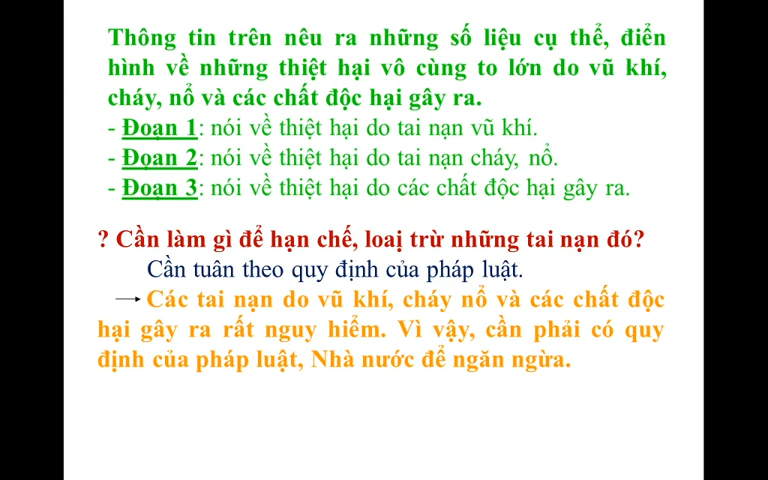 Thông tin trên nêu ra những số liệu cụ thể, điển
hình về những thiệt hại vô cùng to lớn do vũ khí,
cháy, nổ và các chất độc hại gây ra.
- Đoạn 1: nói về thiệt hại do tai nạn vũ khí.
- Đọan 2: nói về thiệt hại do tai nạn cháy, nổ.
- Đoạn 3: nói về thiệt hại do các chất độc hại gây ra.
? Cần làm gì để hạn chế, loaị trừ những tai nạn đó?
Cần tuân theo quy định của pháp luật.
→ Các tai nạn do vũ khí, cháy nổ và các chất độc
hại gây ra rất nguy hiểm. Vì vậy, cần phải có quy
định của pháp luật, Nhà nước để ngăn ngừa.